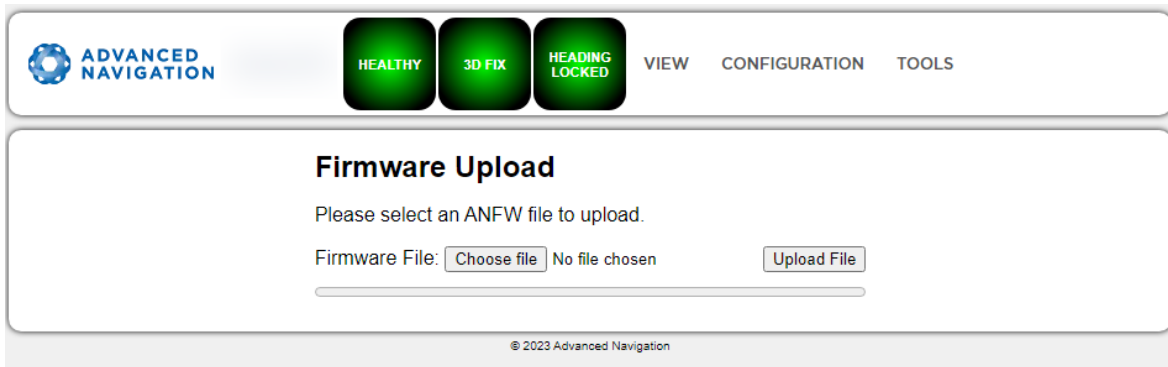 ADVANCED
NAVIGATION
HEALTHY
3D FIX
HEADING
LOCKED
VIEW
CONFIGURATION
TOOLS
Firmware Upload
Please select an ANFW file to upload.
Firmware File: Choose file No file chosen Upload File
© 2023 Advanced Navigation